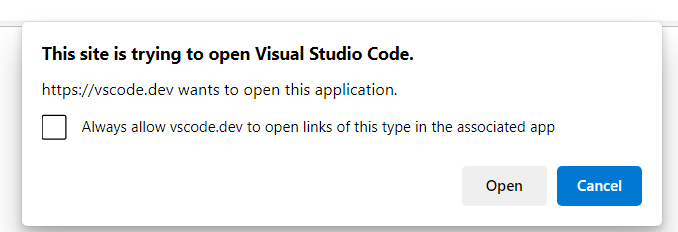 This site is trying to open Visual Studio Code.
https://vscode.dev wants to open this application.
Always allow vscode.dev to open links of this type in the associated app
Open
Cancel